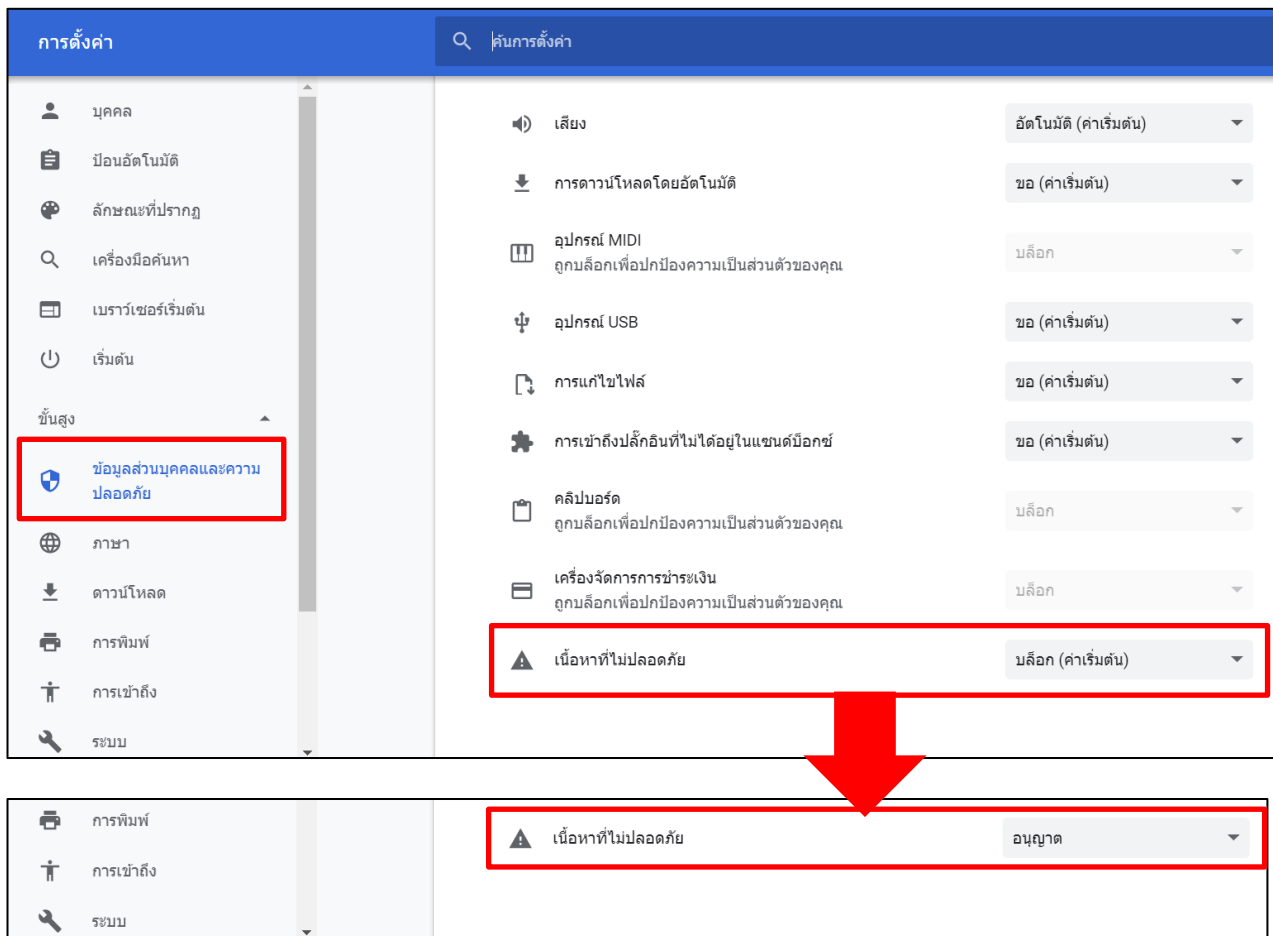 การตั้งค่า
ค้นการตั้งค่า
บุคคล
ป้อนอัตโนมัติ
ลักษณะที่ปรากฏ
เครื่องมือค้นหา
เบราว์เซอร์เริ่มต้น
เริ่มต้น
ขั้นสูง
ข้อมูลส่วนบุคคลและความ
ปลอดภัย
ภาษา
ดาวน์โหลด
การพิมพ์
การเข้าถึง
ระบบ
เสียง
อัตโนมัติ (ค่าเริ่มต้น)
การดาวน์โหลดโดยอัตโนมัติ
ขอ (ค่าเริ่มต้น)
อุปกรณ์ MIDI
ถูกบล็อกเพื่อปกป้องความเป็นส่วนตัวของคุณ
บล็อก
อุปกรณ์ USB
ขอ (ค่าเริ่มต้น)
การแก้ไขไฟล์
ขอ (ค่าเริ่มต้น)
การเข้าถึงปลั๊กอินที่ไม่ได้อยู่ในแซนด์บ็อกซ์
ขอ (ค่าเริ่มต้น)
คลิปบอร์ด
ถูกบล็อกเพื่อปกป้องความเป็นส่วนตัวของคุณ
บล็อก
เครื่องจัดการการชำระเงิน
ถูกบล็อกเพื่อปกป้องความเป็นส่วนตัวของคุณ
บล็อก
เนื้อหาที่ไม่ปลอดภัย
บล็อก (ค่าเริ่มต้น)
การพิมพ์
การเข้าถึง
ระบบ
เนื้อหาที่ไม่ปลอดภัย
อนุญาต